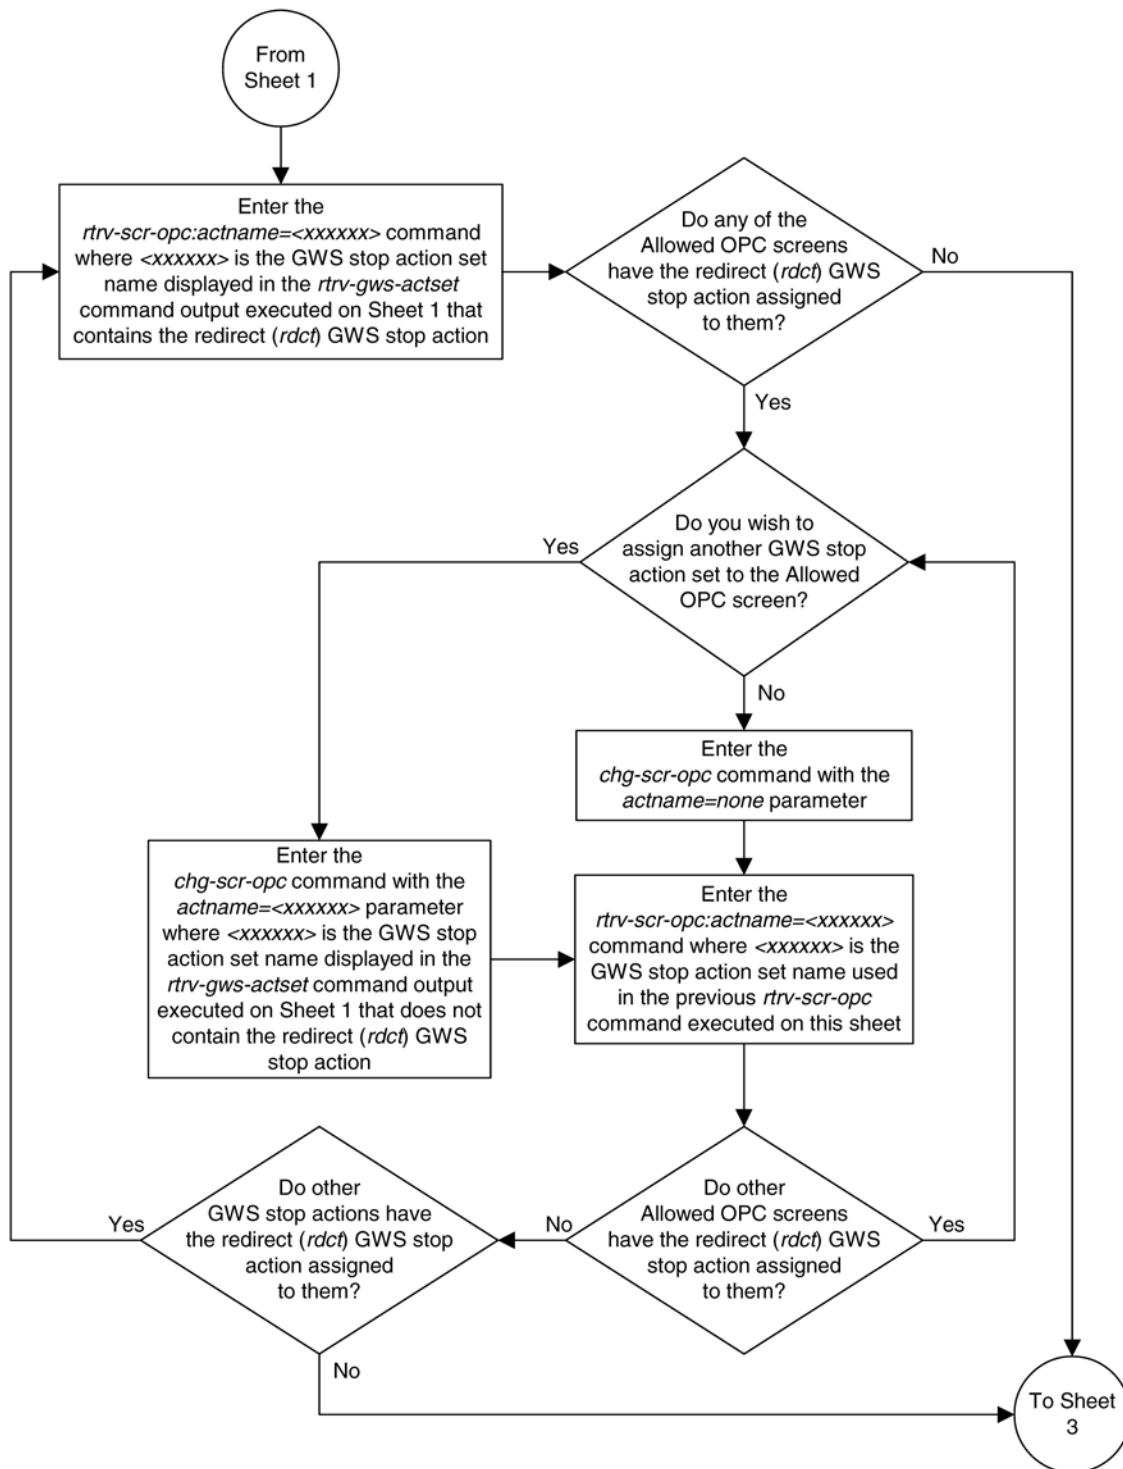 From
Sheet 1
Enter the
rtrv-scr-opc:actname=<xxxxxx> command
where <xxxxxx> is the GWS stop action set
name displayed in the rtrv-gws-actset
command output executed on Sheet 1 that
contains the redirect (rdct) GWS stop action
Do any of the
Allowed OPC screens
have the redirect (rdct) GWS
stop action assigned
to them?
No
Yes
Do you wish to
assign another GWS stop
action set to the Allowed
OPC screen?
Yes
No
Enter the
chg-scr-opc command with the
actname=none parameter
Enter the
chg-scr-opc command with the
actname=<xxxxxx> parameter
where <xxxxxx> is the GWS stop
action set name displayed in the
rtrv-gws-actset command output
executed on Sheet 1 that does not
contain the redirect (rdct) GWS
stop action
Enter the
rtrv-scr-opc:actname=<xxxxxx>
command where <xxxxxx> is the
GWS stop action set name used
in the previous rtrv-scr-opc
command executed on this sheet
Do other
Allowed OPC screens
have the redirect (rdct) GWS
stop action assigned
to them?
Yes
No
Do other
GWS stop actions have
the redirect (rdct) GWS stop
action assigned
to them?
Yes
No
To Sheet
3